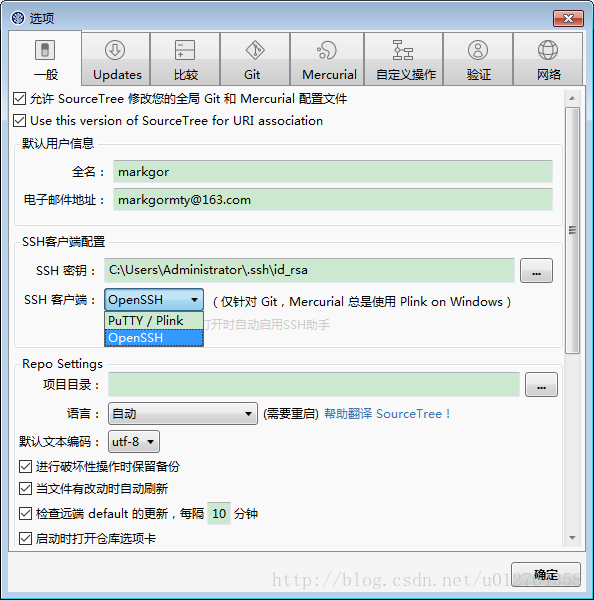 选项
一般 Updates 比较 Git Mercurial 自定义操作 验证 网络
允许 SourceTree 修改您的全局 Git 和 Mercurial 配置文件
Use this version of SourceTree for URI association
默认用户信息
全名： markgor
电子邮件地址： markgormty@163.com
SSH客户端配置
SSH 密钥： C:\Users\Administrator\.ssh\id_rsa ...
SSH 客户端： OpenSSH （仅针对 Git，Mercurial 总是使用 Plink on Windows）
PuTTY / Plink
打开时自动启用SSH助手
OpenSSH
Repo Settings
项目目录： ...
语言： 自动 (需要重启) 帮助翻译 SourceTree！
默认文本编码： utf-8
进行破坏性操作时保留备份
当文件有改动时自动刷新
检查远端 default 的更新，每隔 10 分钟
启动时打开仓库选项卡
确定